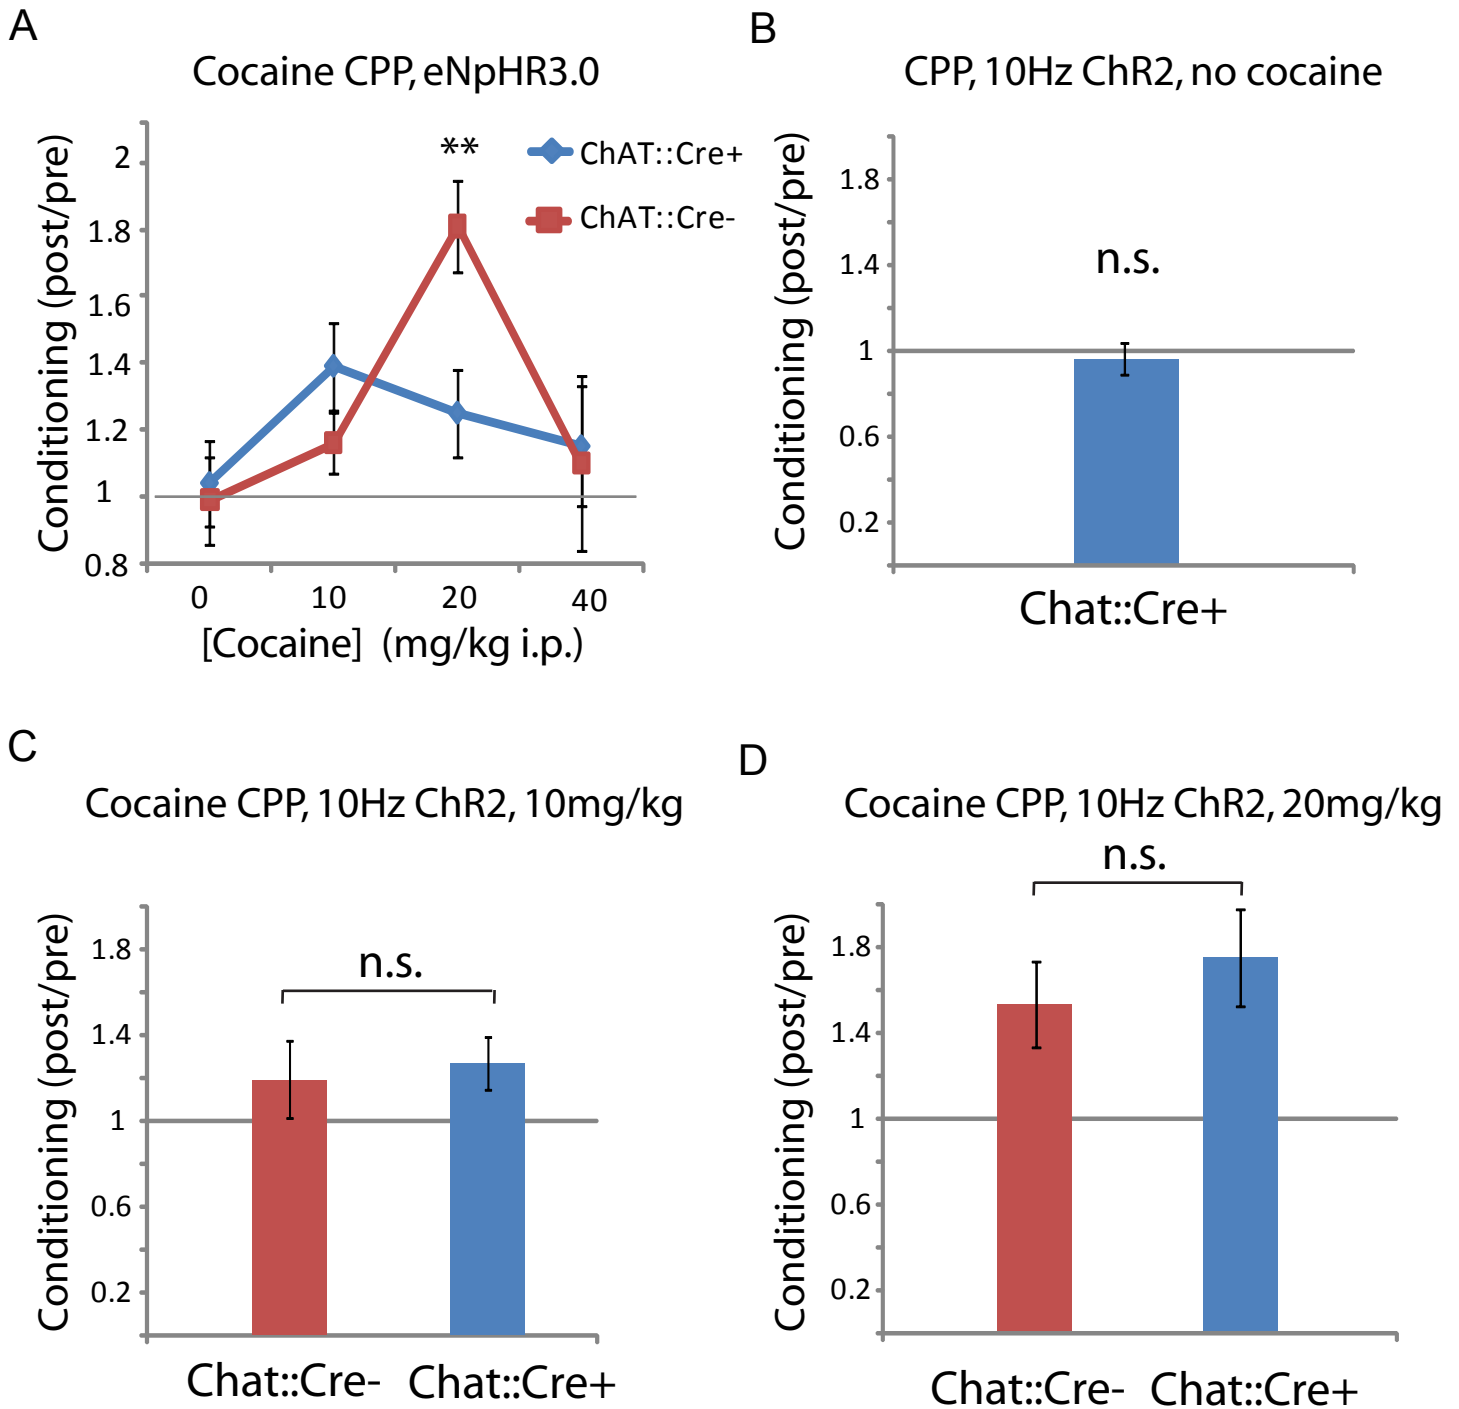 A
Cocaine CPP, eNpHR3.0
Conditioning (post/pre)
2
1.8
1.6
1.4
1.2
1
0.8
**
ChAT::Cre+
ChAT::Cre-
0 10 20 40
[Cocaine] (mg/kg i.p.)
B
CPP, 10Hz ChR2, no cocaine
Conditioning (post/pre)
1.8
1.4
1
0.6
0.2
n.s.
Chat::Cre+
C
Cocaine CPP, 10Hz ChR2, 10mg/kg
Conditioning (post/pre)
1.8
1.4
1
0.6
0.2
n.s.
Chat::Cre- Chat::Cre+
D
Cocaine CPP, 10Hz ChR2, 20mg/kg
n.s.
Conditioning (post/pre)
1.8
1.4
1
0.6
0.2
Chat::Cre- Chat::Cre+